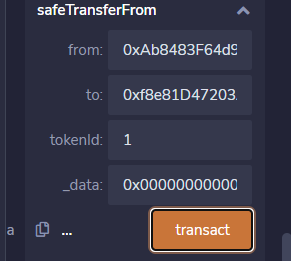 safeTransferFrom
from: 0xAb8483F64d9
to: 0xf8e81D47203
tokenId: 1
_data: 0x00000000000
a ... transact